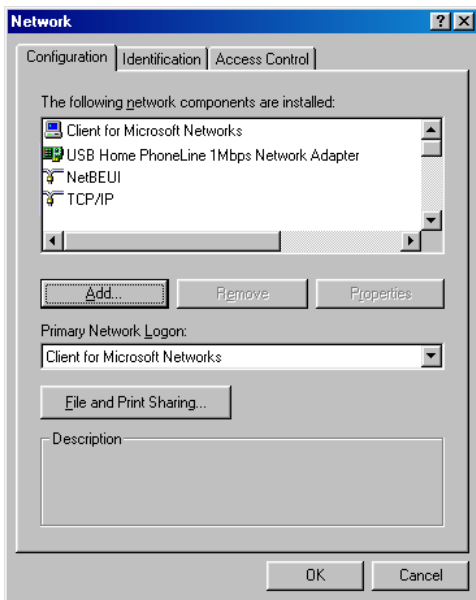 Network
Configuration Identification Access Control
The following network components are installed:
Client for Microsoft Networks
USB Home PhoneLine 1Mbps Network Adapter
NetBEUI
TCP/IP
Add... Remove Properties
Primary Network Logon:
Client for Microsoft Networks
File and Print Sharing...
Description
OK Cancel